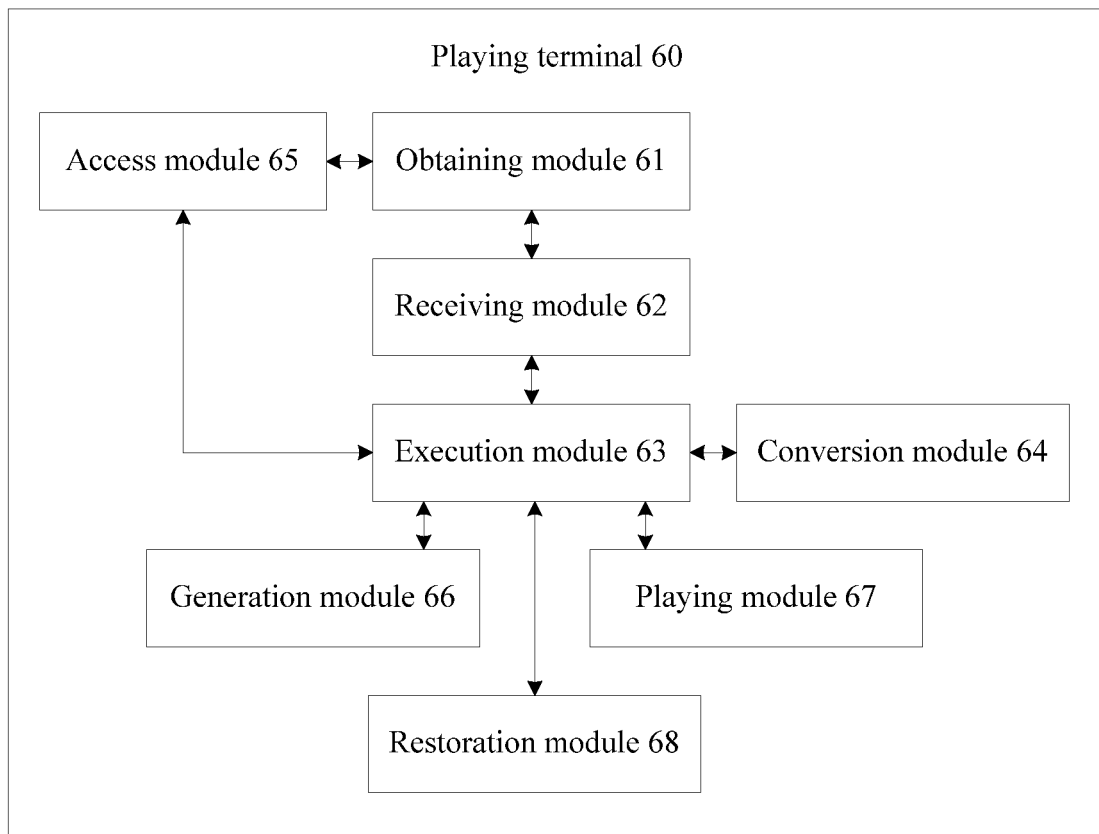 Playing terminal 60
Access module 65
Obtaining module 61
Receiving module 62
Execution module 63
Conversion module 64
Generation module 66
Playing module 67
Restoration module 68